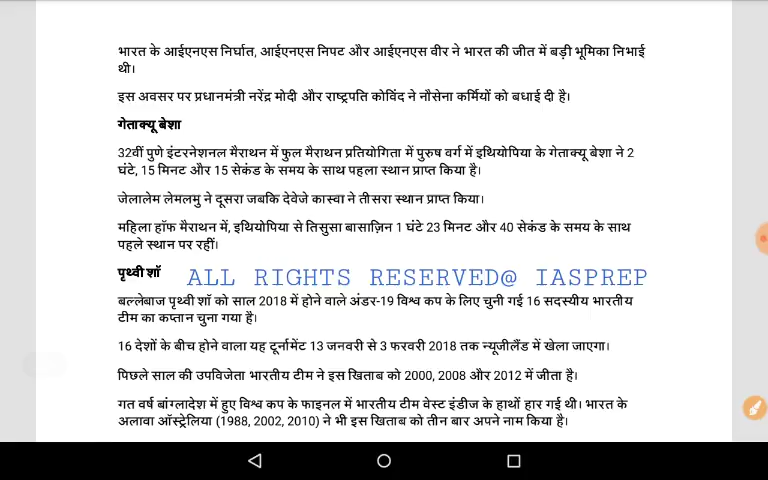 भारत के आईएनएस निर्घात, आईएनएस निपट और आईएनएस वीर ने भारत की जीत में बड़ी भूमिका निभाई
थी।
इस अवसर पर प्रधानमंत्री नरेंद्र मोदी और राष्ट्रपति कोविंद ने नौसेना कर्मियों को बधाई दी है।
गेताक्यू बेशा
32वीं पुणे इंटरनेशनल मैराथन में फुल मैराथन प्रतियोगिता में पुरुष वर्ग में इथियोपिया के गेताक्यू बेशा ने 2
घंटे, 15 मिनट और 15 सेकंड के समय के साथ पहला स्थान प्राप्त किया है।
जेलालेम लेमलमु ने दूसरा जबकि देवेजे कास्वा ने तीसरा स्थान प्राप्त किया।
महिला हॉफ मैराथन में, इथियोपिया से तिसुसा बासाज़िन 1 घंटे 23 मिनट और 40 सेकंड के समय के साथ
पहले स्थान पर रहीं।
पृथ्वी शॉ ALL RIGHTS RESERVED@ IASPREP
बल्लेबाज पृथ्वी शॉ को साल 2018 में होने वाले अंडर-19 विश्व कप के लिए चुनी गई 16 सदस्यीय भारतीय
टीम का कप्तान चुना गया है।
16 देशों के बीच होने वाला यह टूर्नामेंट 13 जनवरी से 3 फरवरी 2018 तक न्यूजीलैंड में खेला जाएगा।
पिछले साल की उपविजेता भारतीय टीम ने इस खिताब को 2000, 2008 और 2012 में जीता है।
गत वर्ष बांग्लादेश में हुए विश्व कप के फाइनल में भारतीय टीम वेस्ट इंडीज के हाथों हार गई थी। भारत के
अलावा ऑस्ट्रेलिया (1988, 2002, 2010) ने भी इस खिताब को तीन बार अपने नाम किया है।